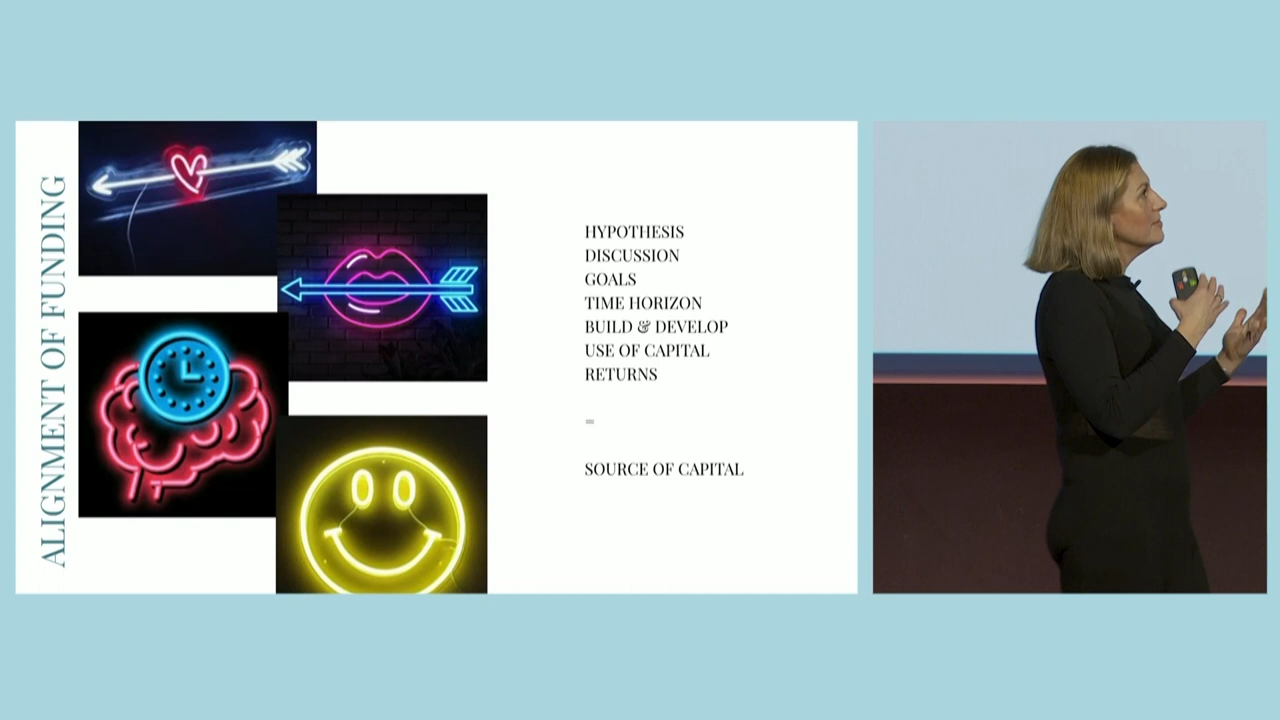 ALIGNMENT OF FUNDING
HYPOTHESIS
DISCUSSION
GOALS
TIME HORIZON
BUILD & DEVELOP
USE OF CAPITAL
RETURNS
=
SOURCE OF CAPITAL